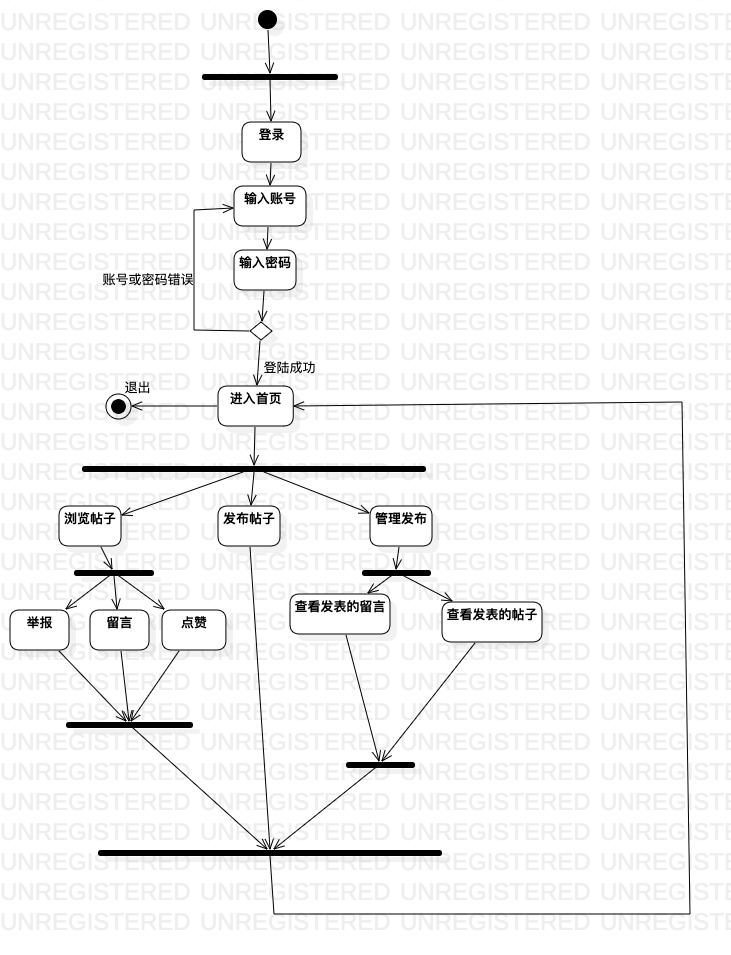 登录
输入账号
输入密码
账号或密码错误
登陆成功
退出
进入首页
浏览帖子
发布帖子
管理发布
举报
留言
点赞
查看发表的留言
查看发表的帖子
UNREGISTERED